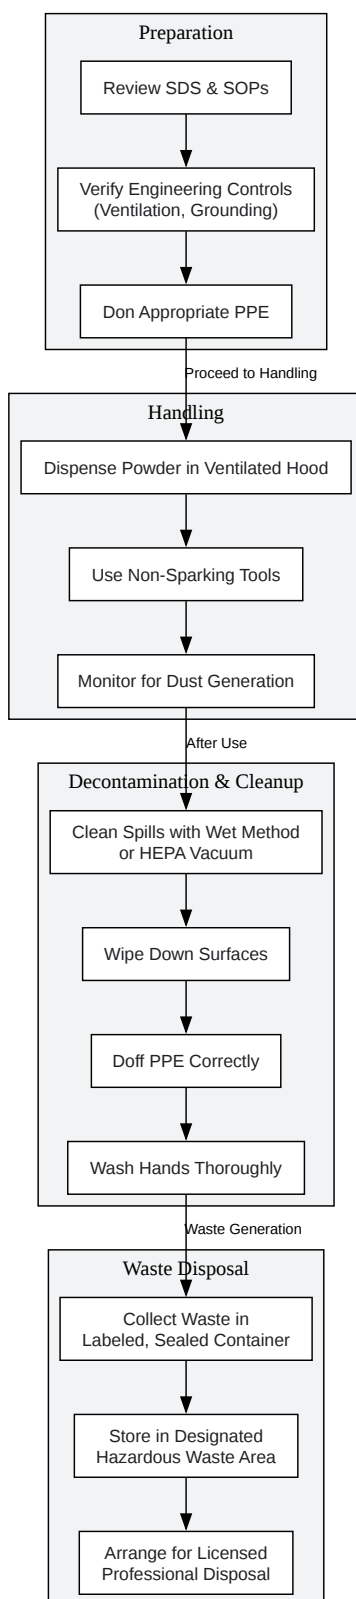 Preparation
Review SDS & SOPs
Verify Engineering Controls
(Ventilation, Grounding)
Don Appropriate PPE
Proceed to Handling
Handling
Dispense Powder in Ventilated Hood
Use Non-Sparking Tools
Monitor for Dust Generation
After Use
Decontamination & Cleanup
Clean Spills with Wet Method
or HEPA Vacuum
Wipe Down Surfaces
Doff PPE Correctly
Wash Hands Thoroughly
Waste Generation
Waste Disposal
Collect Waste in
Labeled, Sealed Container
Store in Designated
Hazardous Waste Area
Arrange for Licensed
Professional Disposal